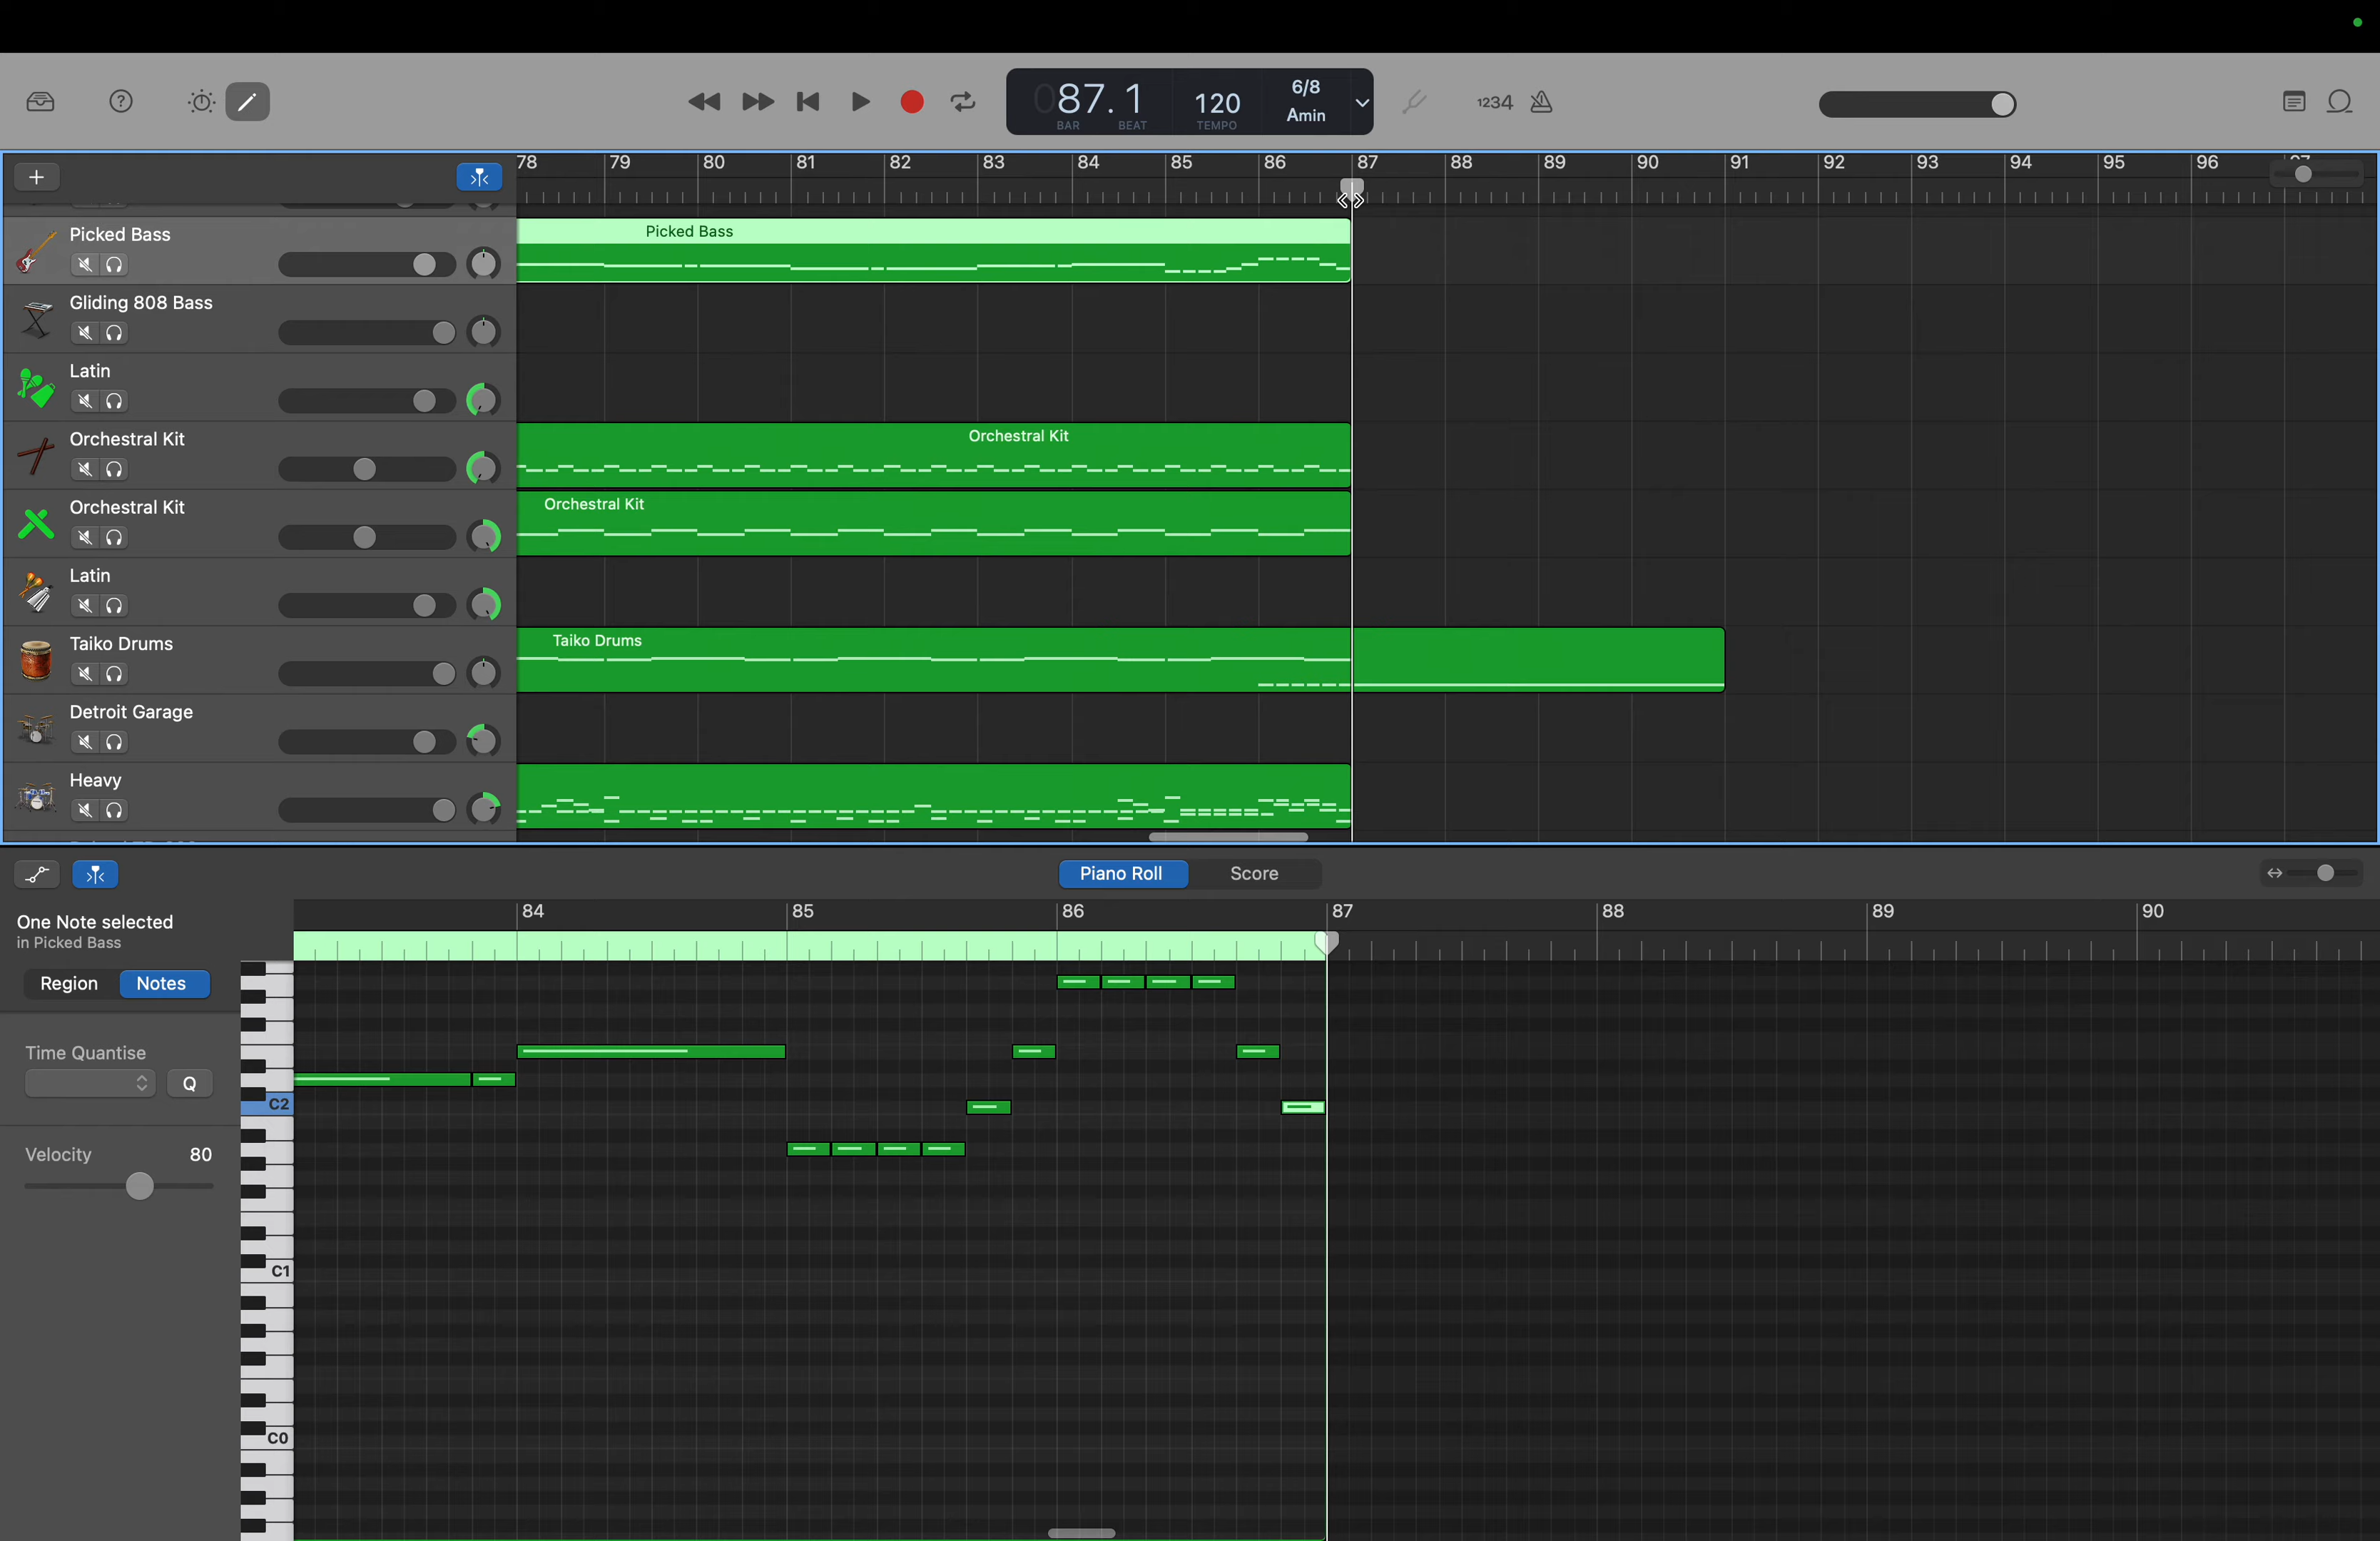 087.1
BAR BEAT
120
TEMPO
6/8
Amin
1234
78 79 80 81 82 83 84 85 86 87 88 89 90 91 92 93 94 95 96 97
Picked Bass
Picked Bass
Gliding 808 Bass
Latin
Orchestral Kit
Orchestral Kit
Orchestral Kit
Orchestral Kit
Latin
Taiko Drums
Taiko Drums
Detroit Garage
Heavy
Piano Roll
Score
84 85 86 87 88 89 90
One Note selected
in Picked Bass
Region
Notes
Time Quantise
Q
Velocity 80
C2
C1
C0